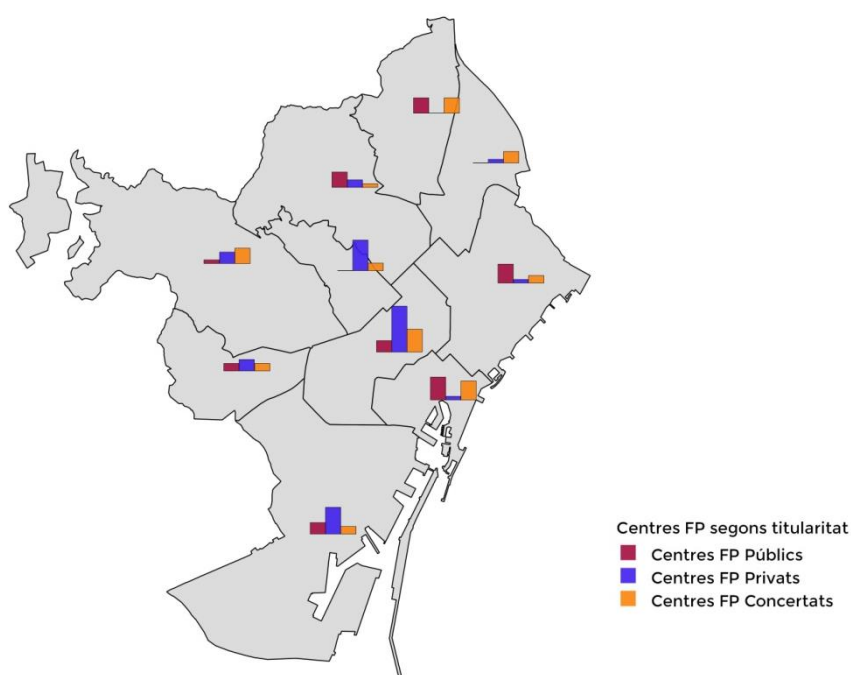 Centres FP segons titularitat
Centres FP Públics
Centres FP Privats
Centres FP Concertats